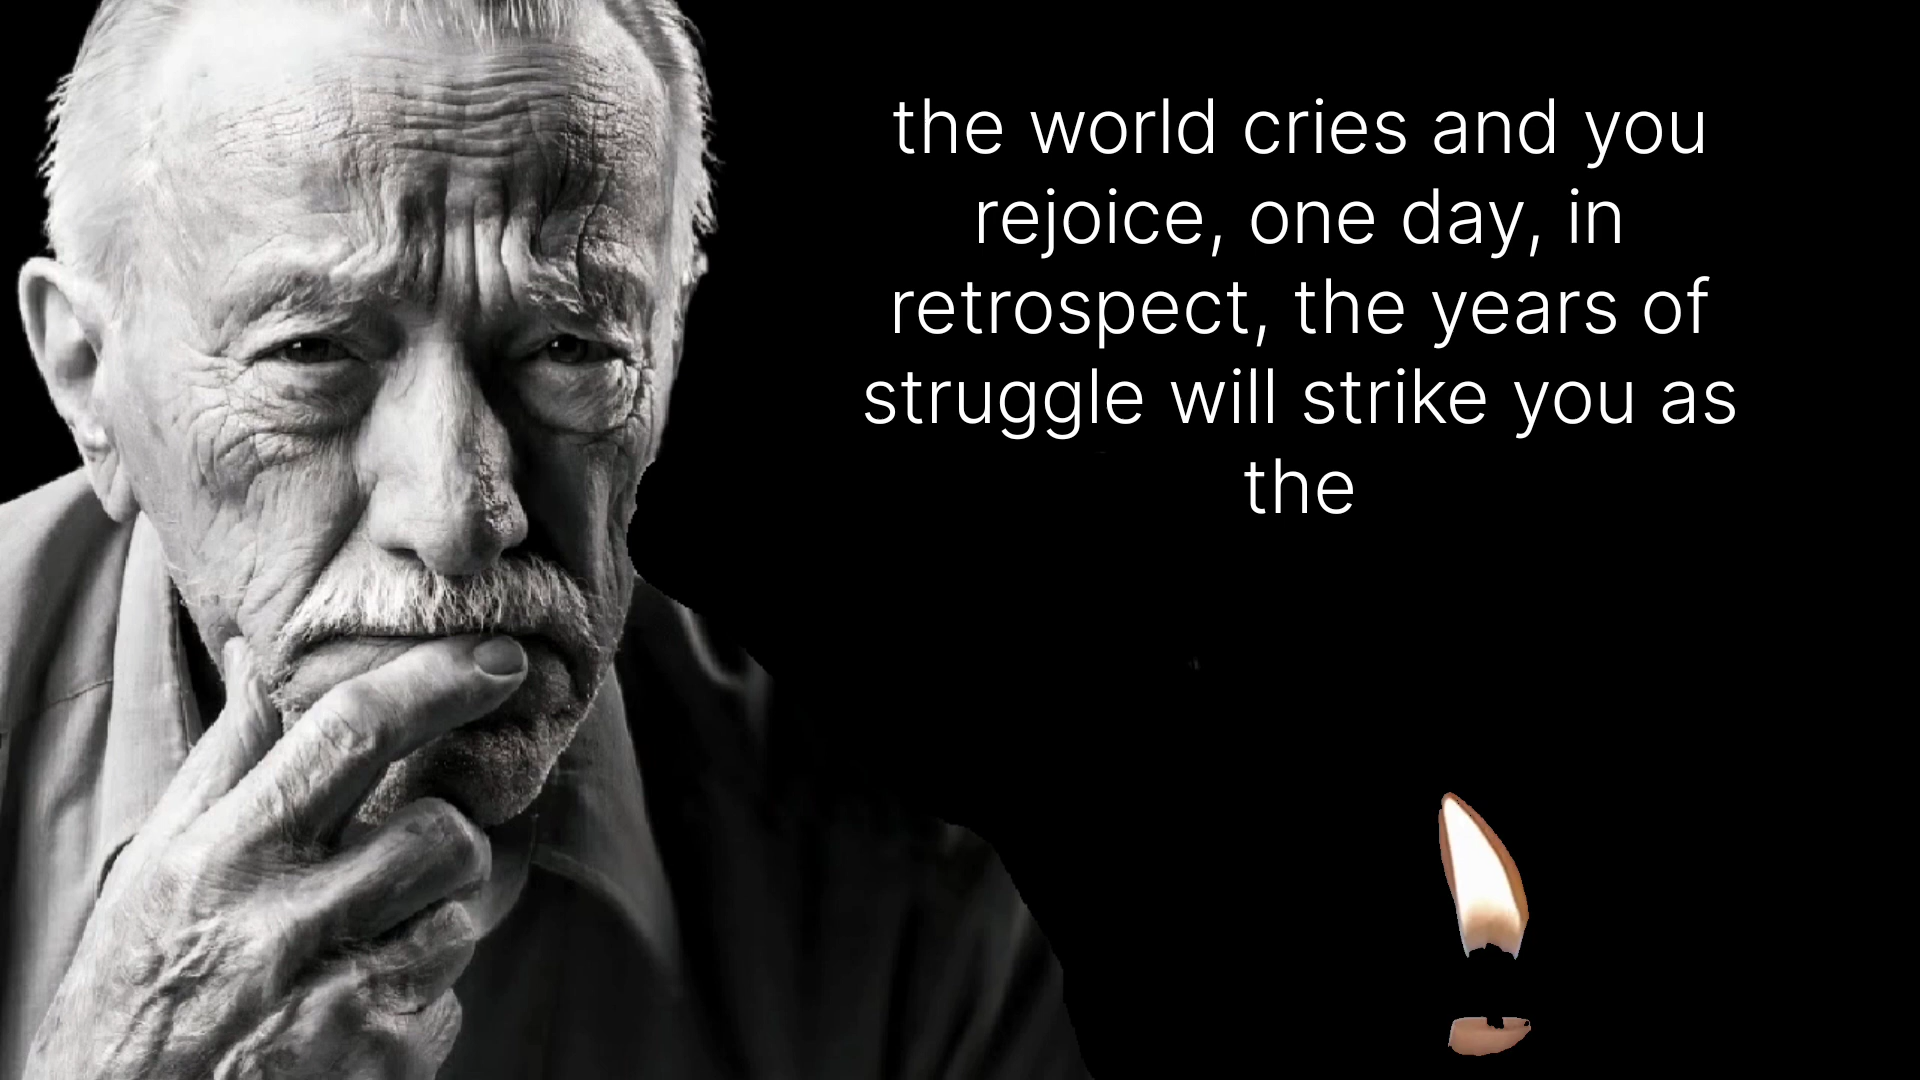 the world cries and you
rejoice, one day, in
retrospect, the years of
struggle will strike you as
the